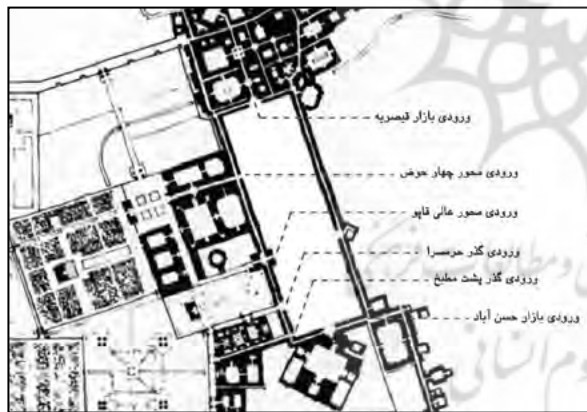 ورودی بازار قیصریه
ورودی محور چهار حوض
ورودی محور عالی قاپو
ورودی گذر حرمسرا
ورودی گذر پشت مطبخ
ورودی بازار حسن آباد